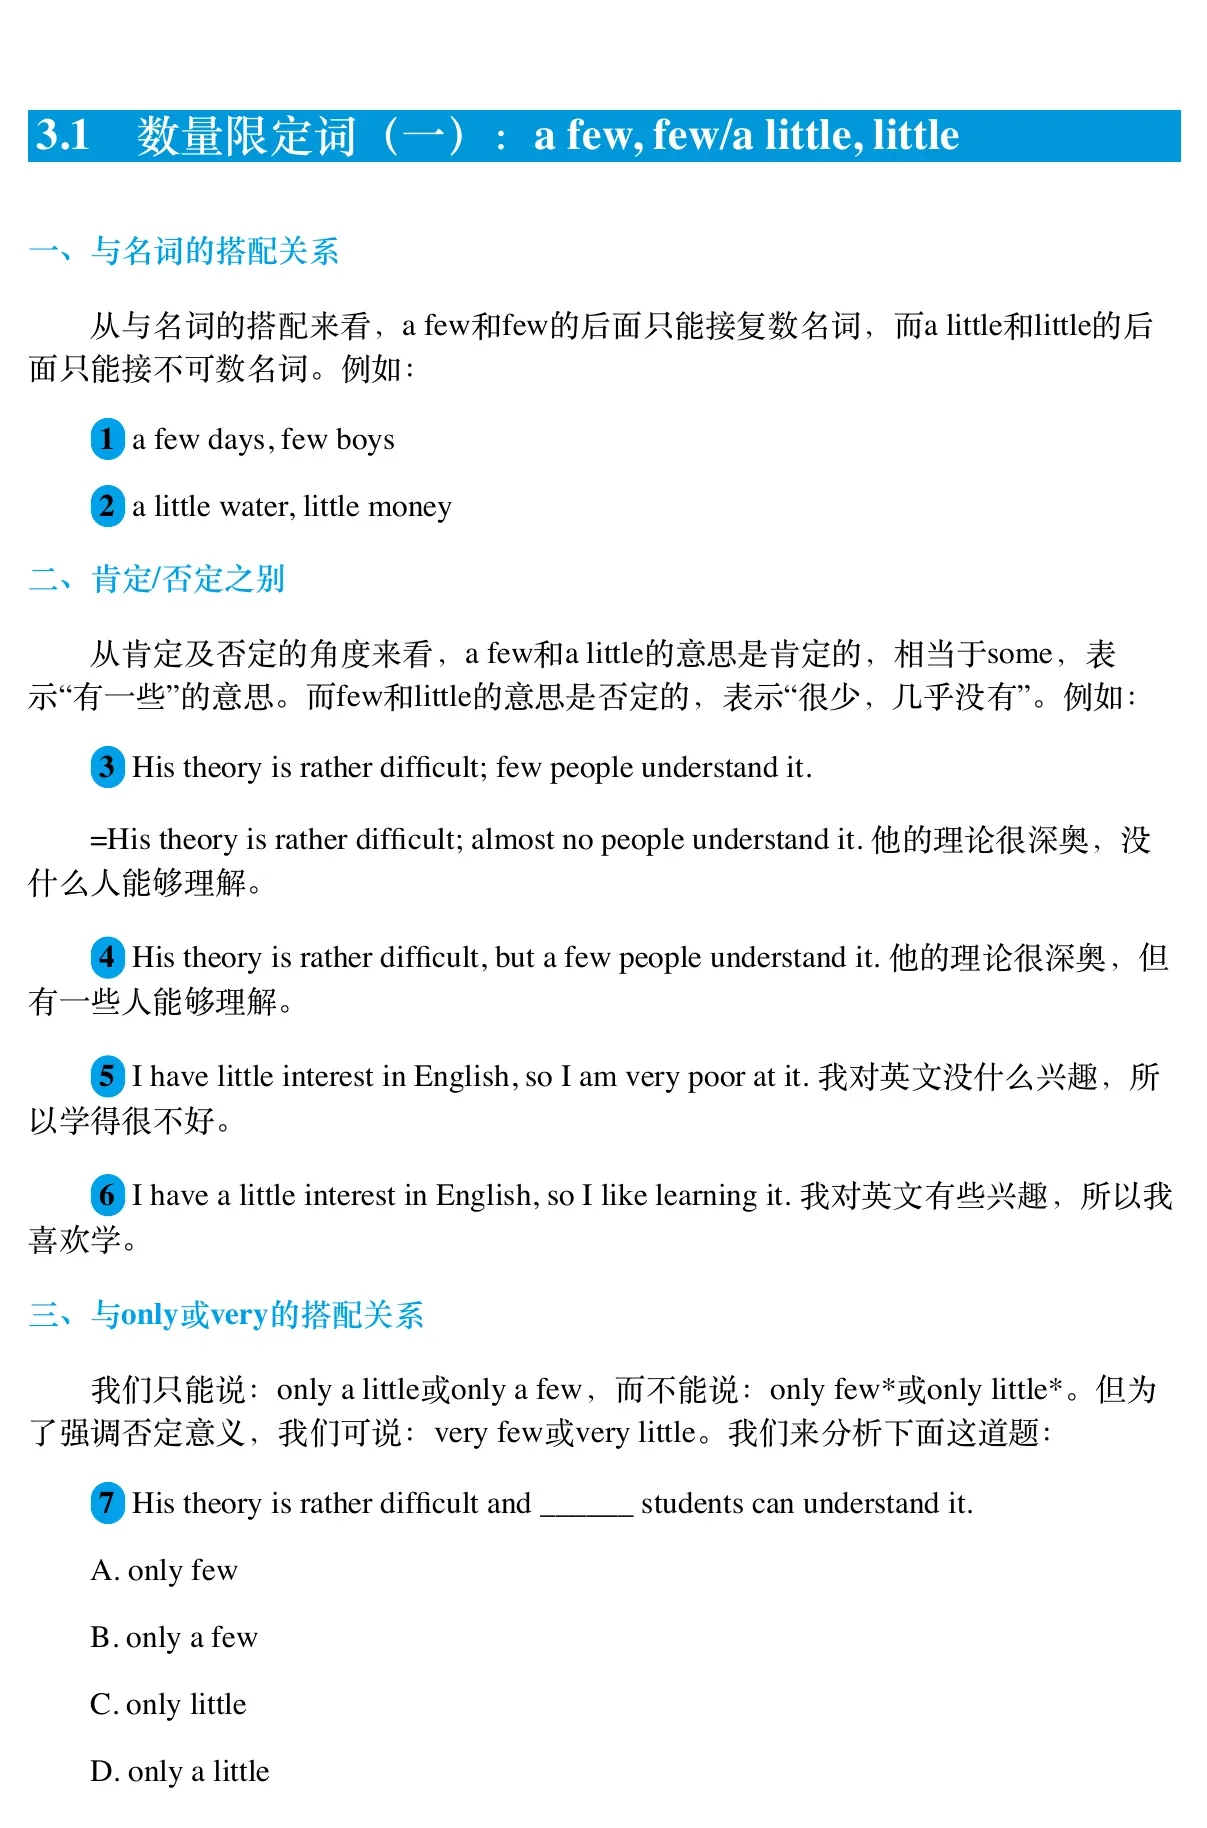 3.1 数量限定词（一）：a few, few/a little, little
一、与名词的搭配关系
从与名词的搭配来看，a few和few的后面只能接复数名词，而a little和little的后
面只能接不可数名词。例如：
1 a few days, few boys
2 a little water, little money
二、肯定/否定之别
从肯定及否定的角度来看，a few和a little的意思是肯定的，相当于some，表
示“有一些”的意思。而few和little的意思是否定的，表示“很少，几乎没有”。例如：
3 His theory is rather difficult; few people understand it.
=His theory is rather difficult; almost no people understand it. 他的理论很深奥，没
什么人能够理解。
4 His theory is rather difficult, but a few people understand it. 他的理论很深奥，但
有一些人能够理解。
5 I have little interest in English, so I am very poor at it. 我对英文没什么兴趣，所
以学得很不好。
6 I have a little interest in English, so I like learning it. 我对英文有些兴趣，所以我
喜欢学。
三、与only或very的搭配关系
我们只能说：only a little或only a few，而不能说：only few*或only little*。但为
了强调否定意义，我们可说：very few或very little。我们来分析下面这道题：
7 His theory is rather difficult and ______ students can understand it.
A. only few
B. only a few
C. only little
D. only a little